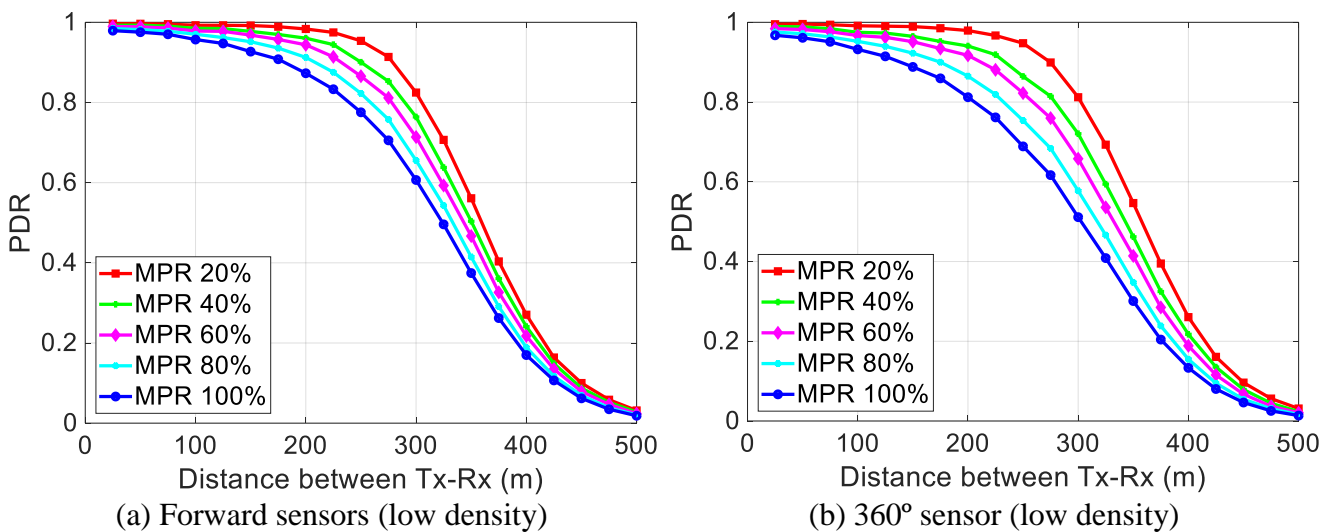 1
0.8
0.6
0.4
0.2
0
PDR
MPR 20%
MPR 40%
MPR 60%
MPR 80%
MPR 100%
0 100 200 300 400 500
Distance between Tx-Rx (m)
(a) Forward sensors (low density)
1
0.8
0.6
0.4
0.2
0
PDR
MPR 20%
MPR 40%
MPR 60%
MPR 80%
MPR 100%
0 100 200 300 400 500
Distance between Tx-Rx (m)
(b) 360º sensor (low density)